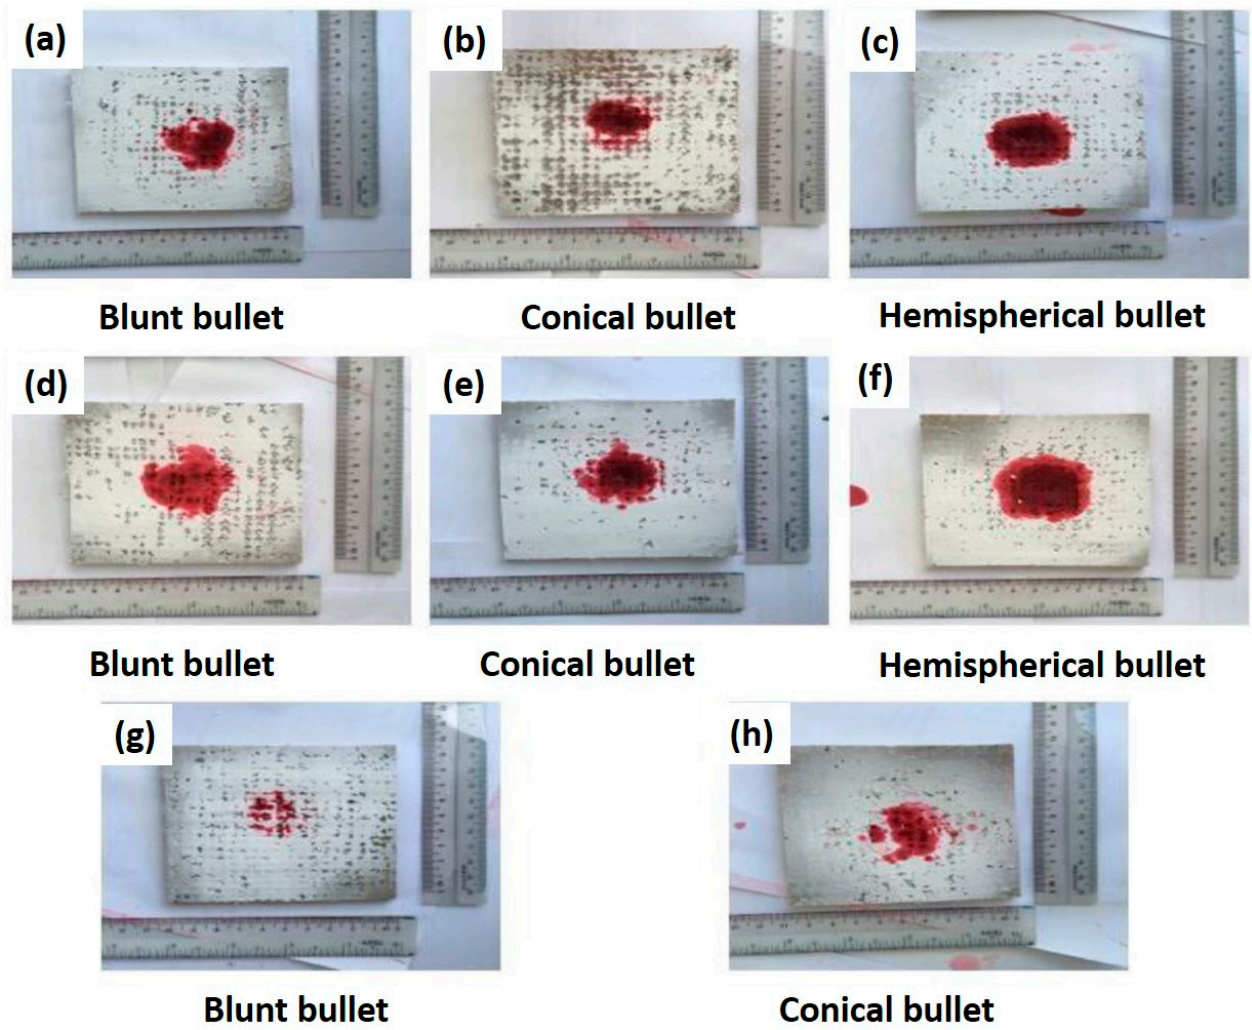 (a)
(b)
(c)
Blunt bullet
Conical bullet
Hemispherical bullet
(d)
(e)
(f)
Blunt bullet
Conical bullet
Hemispherical bullet
(g)
(h)
Blunt bullet
Conical bullet